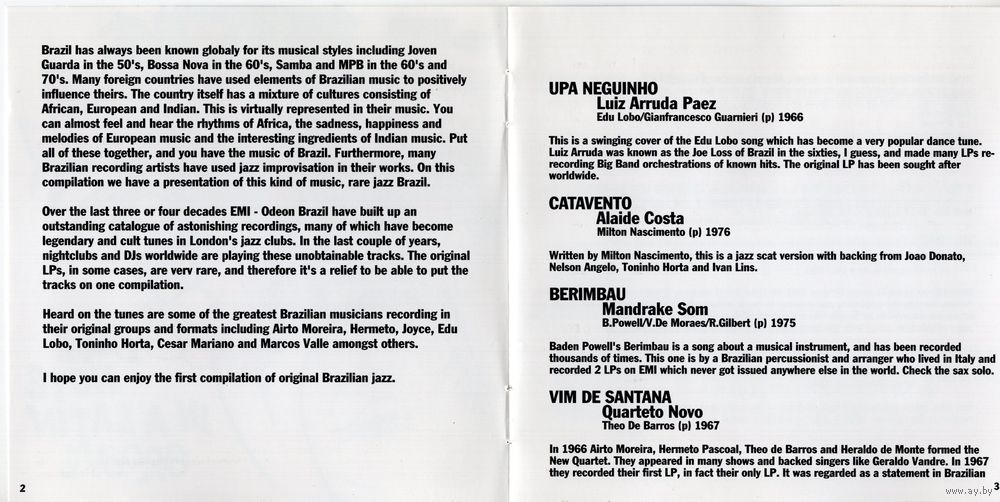 Brazil has always been known globaly for its musical styles including Joven
Guarda in the 50's, Bossa Nova in the 60's, Samba and MPB in the 60's and
70's. Many foreign countries have used elements of Brazilian music to positively
influence theirs. The country itself has a mixture of cultures consisting of
African, European and Indian. This is virtually represented in their music. You
can almost feel and hear the rhythms of Africa, the sadness, happiness and
melodies of European music and the interesting ingredients of Indian music. Put
all of these together, and you have the music of Brazil. Furthermore, many
Brazilian recording artists have used jazz improvisation in their works. On this
compilation we have a presentation of this kind of music, rare jazz Brazil.
Over the last three or four decades EMI - Odeon Brazil have built up an
outstanding catalogue of astonishing recordings, many of which have become
legendary and cult tunes in London's jazz clubs. In the last couple of years,
nightclubs and DJs worldwide are playing these unobtainable tracks. The original
LPs, in some cases, are very rare, and therefore it's a relief to be able to put the
tracks on one compilation.
Heard on the tunes are some of the greatest Brazilian musicians recording in
their original groups and formats including Airto Moreira, Hermeto, Joyce, Edu
Lobo, Toninho Horta, Cesar Mariano and Marcos Valle amongst others.
I hope you can enjoy the first compilation of original Brazilian jazz.
2
UPA NEGUINHO
Luiz Arruda Paez
Edu Lobo/Gianfrancesco Guarnieri (p) 1966
This is a swinging cover of the Edu Lobo song which has become a very popular dance tune.
Luiz Arruda was known as the Joe Loss of Brazil in the sixties, I guess, and made many LPs re-
recording Big Band orchestrations of known hits. The original LP has been sought after
worldwide.
CATAVENTO
Alaide Costa
Milton Nascimento (p) 1976
Written by Milton Nascimento, this is a jazz scat version with backing from Joao Donato,
Nelson Angelo, Toninho Horta and Ivan Lins.
BERIMBAU
Mandrake Som
B.Powell/V.De Moraes/R.Gilbert (p) 1975
Baden Powell's Berimbau is a song about a musical instrument, and has been recorded
thousands of times. This one is by a Brazilian percussionist and arranger who lived in Italy and
recorded 2 LPs on EMI which never got issued anywhere else in the world. Check the sax solo.
VIM DE SANTANA
Quarteto Novo
Theo De Barros (p) 1967
In 1966 Airto Moreira, Hermeto Pascoal, Theo de Barros and Heraldo de Monte formed the
New Quartet. They appeared in many shows and backed singers like Geraldo Vandre. In 1967
they recorded their first LP, in fact their only LP. It was regarded as a statement in Brazilian
3
www.ay.by